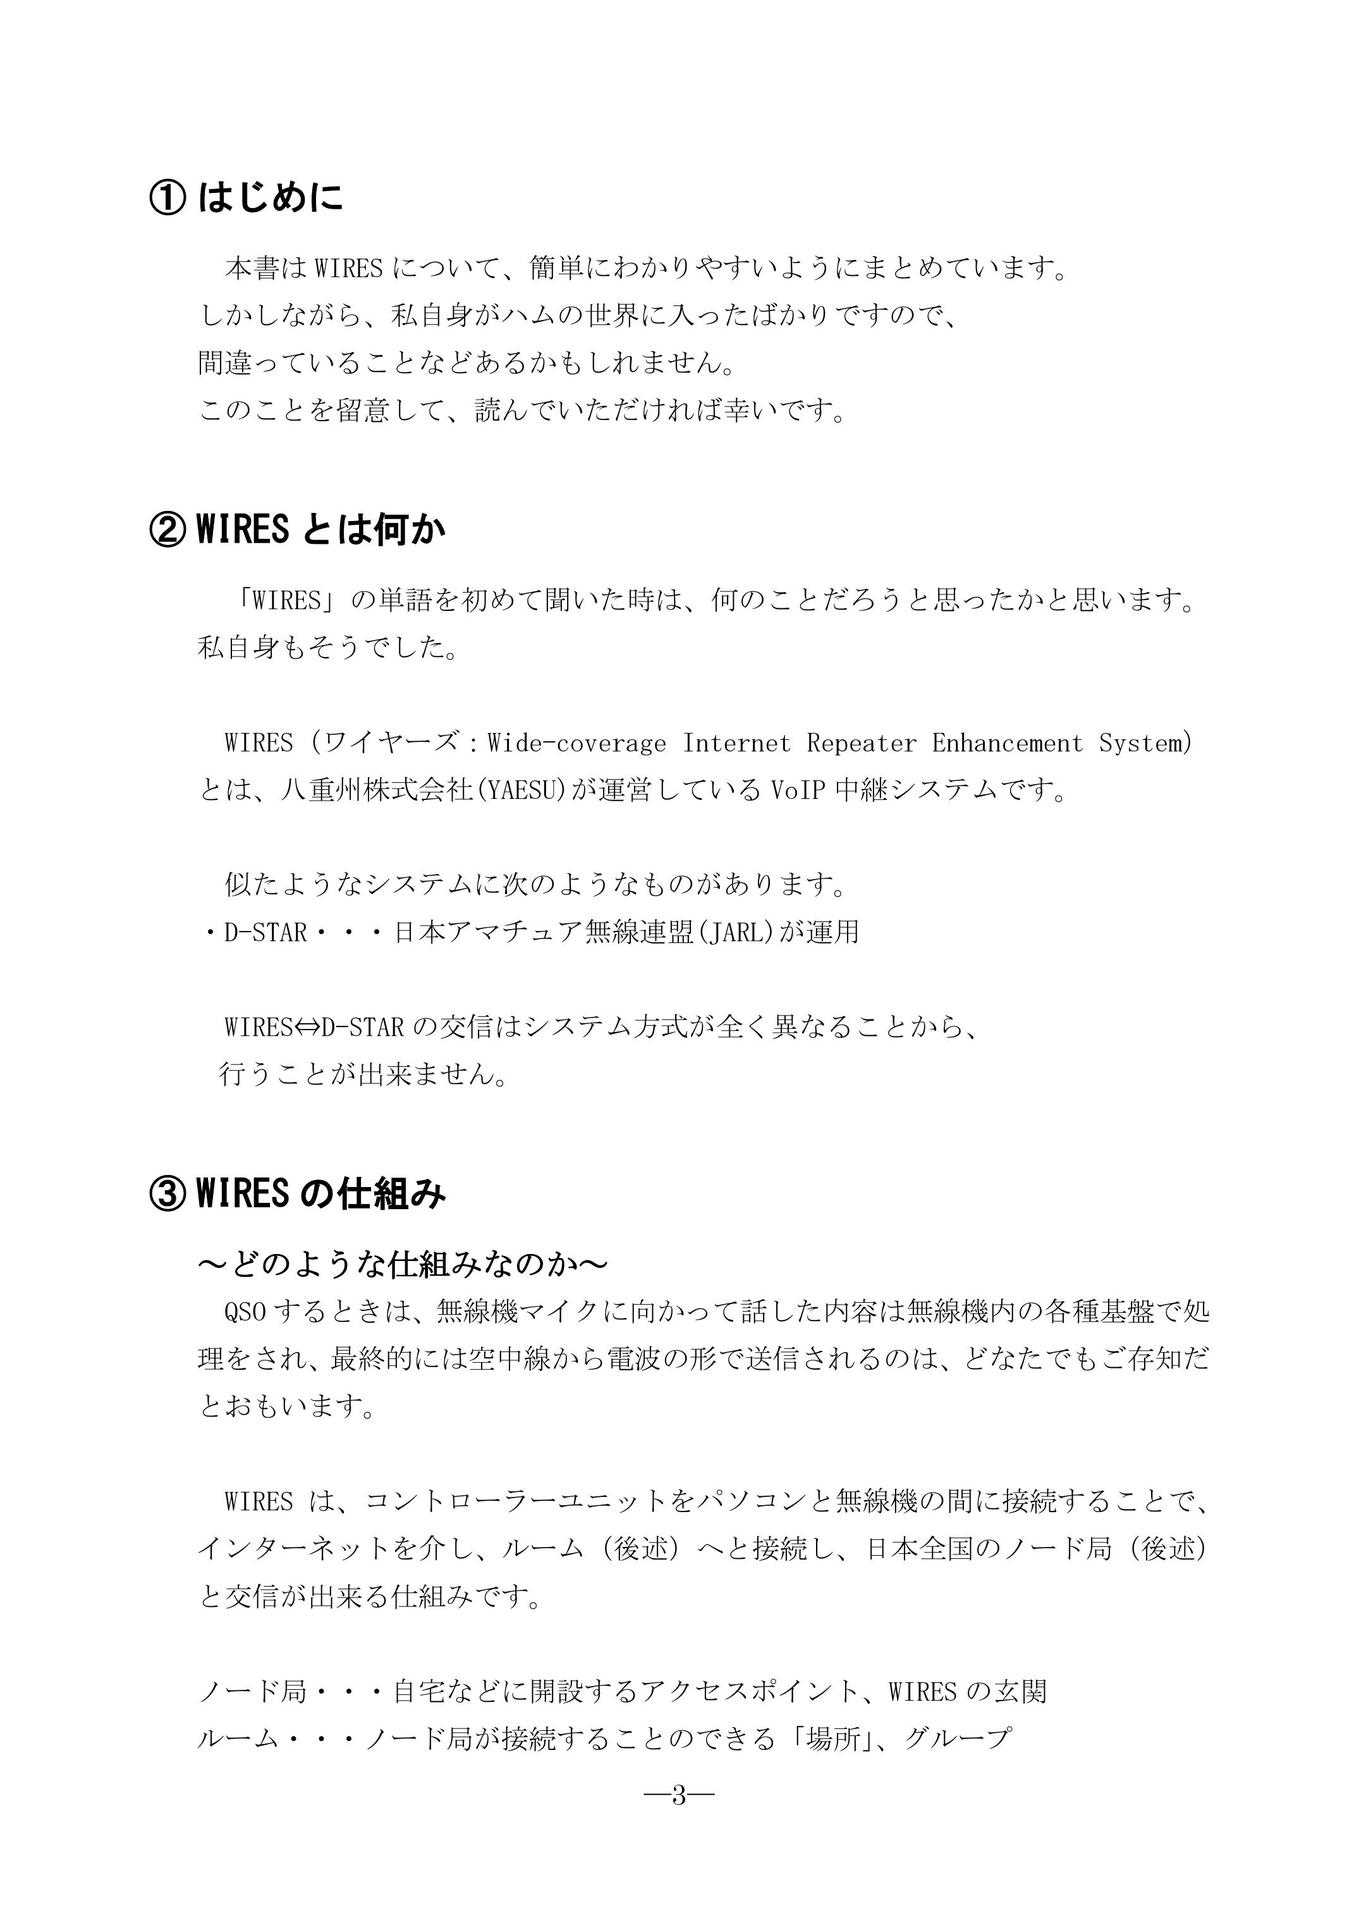 ① はじめに
本書は WIRES について、簡単にわかりやすいようにまとめています。
しかしながら、私自身がハムの世界に入ったばかりですので、
間違っていることなどあるかもしれません。
このことを留意して、読んでいただければ幸いです。
② WIRES とは何か
「WIRES」の単語を初めて聞いた時は、何のことだろうと思ったかと思います。
私自身もそうでした。
WIRES（ワイヤーズ：Wide-coverage Internet Repeater Enhancement System）
とは、八重州株式会社(YAESU)が運営している VoIP 中継システムです。
似たようなシステムに次のようなものがあります。
・D-STAR・・・日本アマチュア無線連盟(JARL)が運用
WIRES⇔D-STAR の交信はシステム方式が全く異なることから、
行うことが出来ません。
③ WIRES の仕組み
～どのような仕組みなのか～
QSO するときは、無線機マイクに向かって話した内容は無線機内の各種基盤で処
理をされ、最終的には空中線から電波の形で送信されるのは、どなたでもご存知だ
とおもいます。
WIRES は、コントローラーユニットをパソコンと無線機の間に接続することで、
インターネットを介し、ルーム（後述）へと接続し、日本全国のノード局（後述）
と交信が出来る仕組みです。
ノード局・・・自宅などに開設するアクセスポイント、WIRES の玄関
ルーム・・・ノード局が接続することのできる「場所」、グループ
―3―